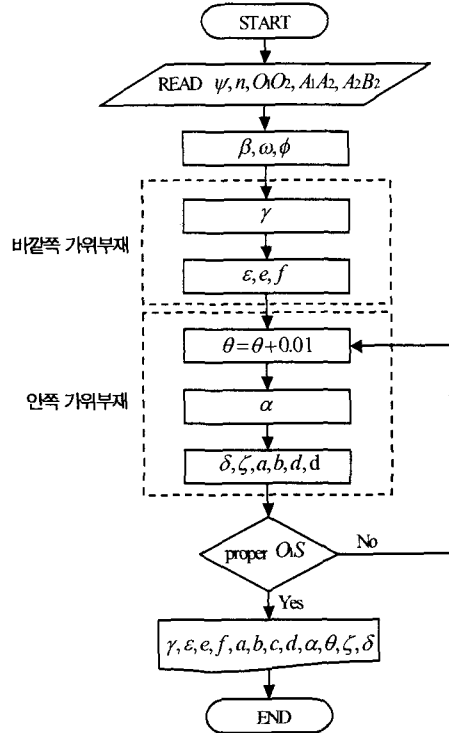 START
READ ψ, n, O₁O₂, A₁A₂, A₂B₂
β, ω, ϕ
γ
바깥쪽 가위부재
ε, e, f
θ=θ+0.01
α
안쪽 가위부재
δ, ζ, a, b, d, d
proper O₁S
No
Yes
γ, ε, e, f, a, b, c, d, α, θ, ζ, δ
END